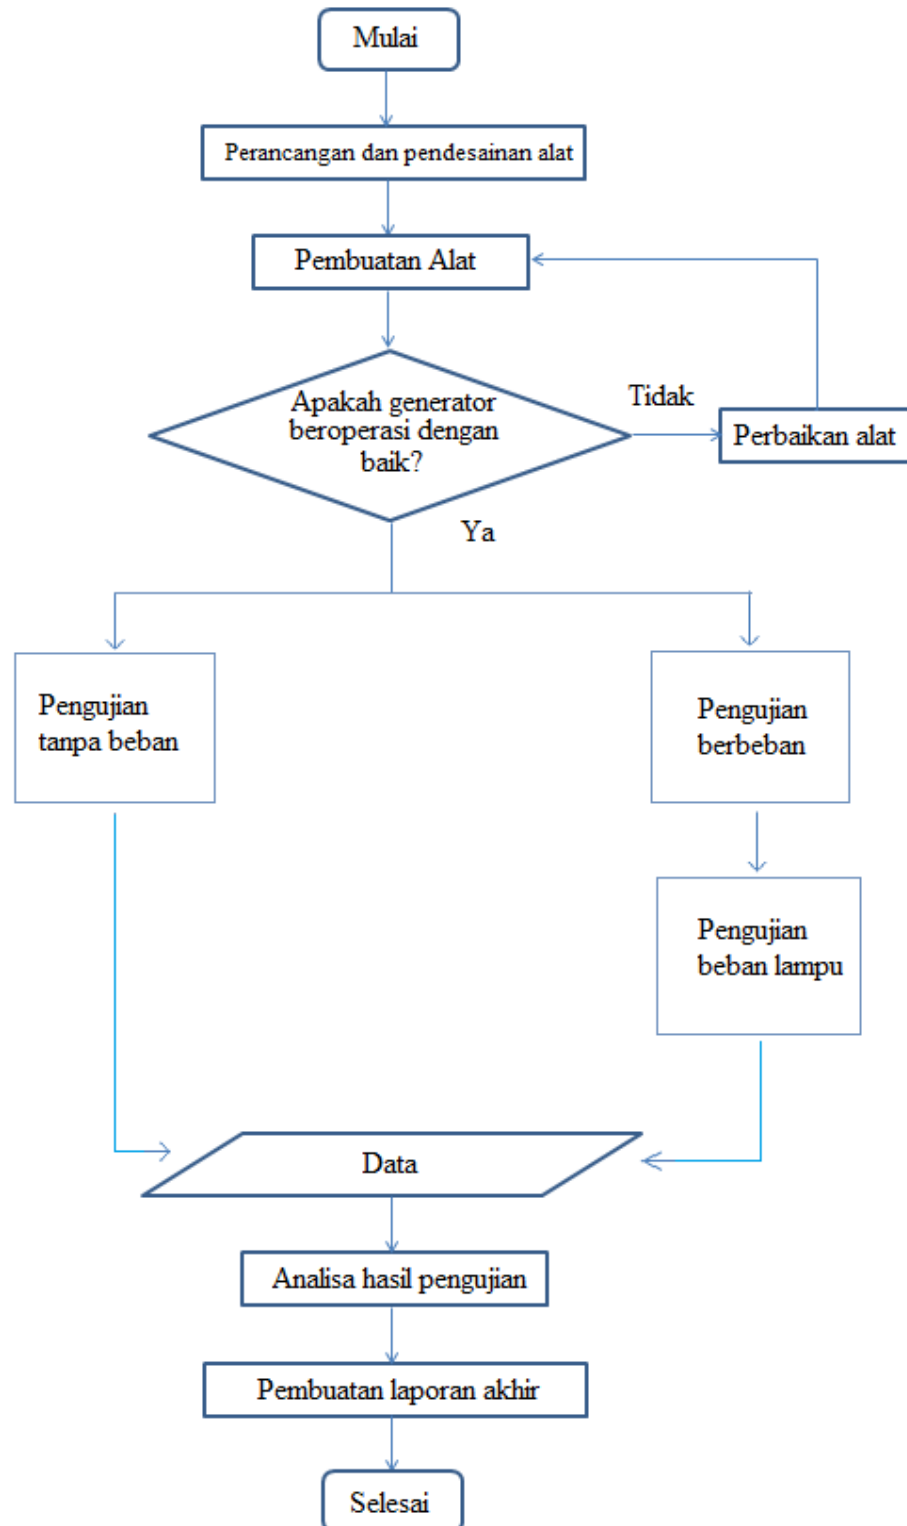 Mulai
Perancangan dan pendesainan alat
Pembuatan Alat
Apakah generator
beroperasi dengan
baik?
Tidak
Perbaikan alat
Ya
Pengujian
tanpa beban
Pengujian
berbeban
Pengujian
beban lampu
Data
Analisa hasil pengujian
Pembuatan laporan akhir
Selesai